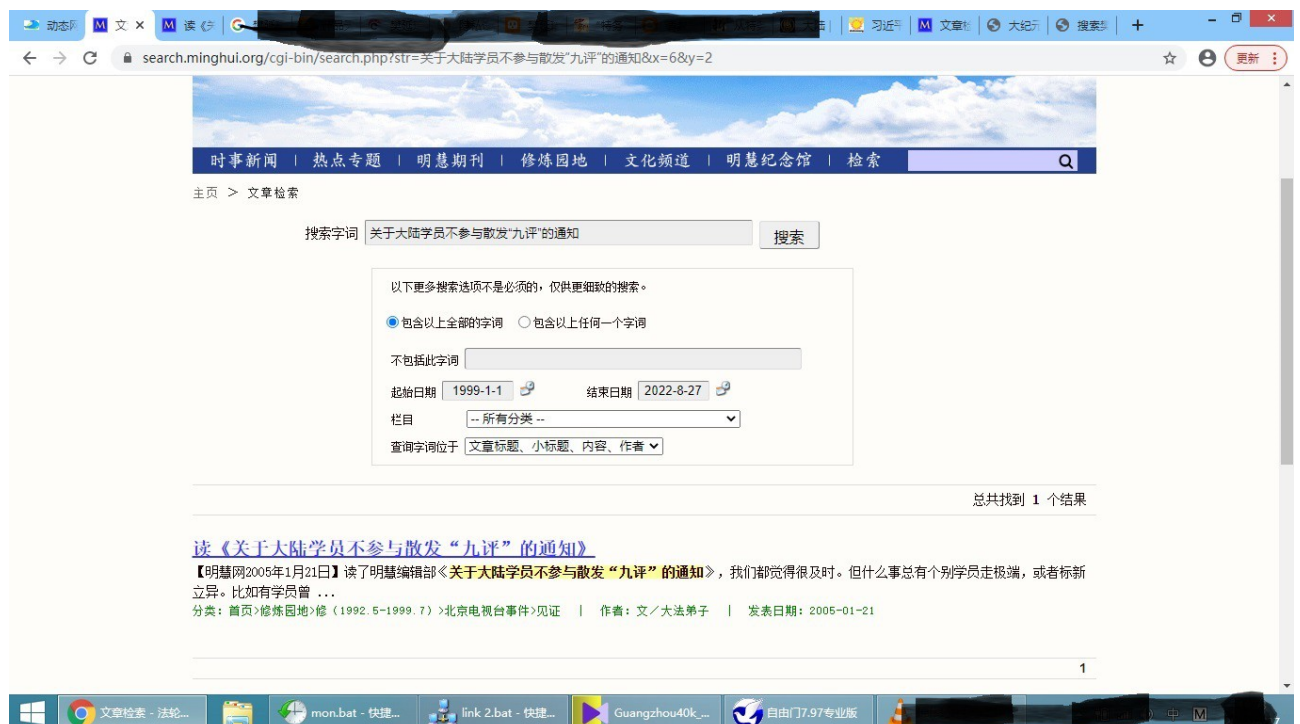 动态网
文
读《关
习近平
文章检
大纪元
搜索梦
search.minghui.org/cgi-bin/search.php?str=关于大陆学员不参与散发"九评"的通知&x=6&y=2
更新
时事新闻 | 热点专题 | 明慧期刊 | 修炼园地 | 文化频道 | 明慧纪念馆 | 检索
主页 > 文章检索
搜索字词 关于大陆学员不参与散发"九评"的通知 搜索
以下更多搜索选项不是必须的，仅供更细致的搜索。
包含以上全部的字词 包含以上任何一个字词
不包括此字词
起始日期 1999-1-1 结束日期 2022-8-27
栏目 -- 所有分类 --
查询字词位于 文章标题、小标题、内容、作者
总共找到 1 个结果
读《关于大陆学员不参与散发“九评”的通知》
【明慧网2005年1月21日】读了明慧编辑部《关于大陆学员不参与散发“九评”的通知》，我们都觉得很及时。但什么事总有个别学员走极端，或者标新
立异。比如有学员曾 ...
分类：首页>修炼园地>修（1992.5-1999.7）>北京电视台事件>见证 | 作者：文／大法弟子 | 发表日期：2005-01-21
1
文章检索 - 法轮...
mon.bat - 快捷...
link 2.bat - 快捷...
Guangzhou40k_...
自由门7.97专业版
中 M